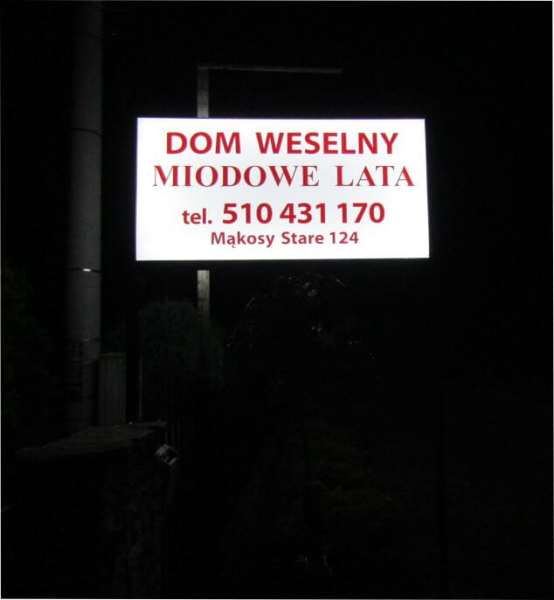 DOM WESELNY
MIODOWE LATA
tel. 510 431 170
Mąkosy Stare 124